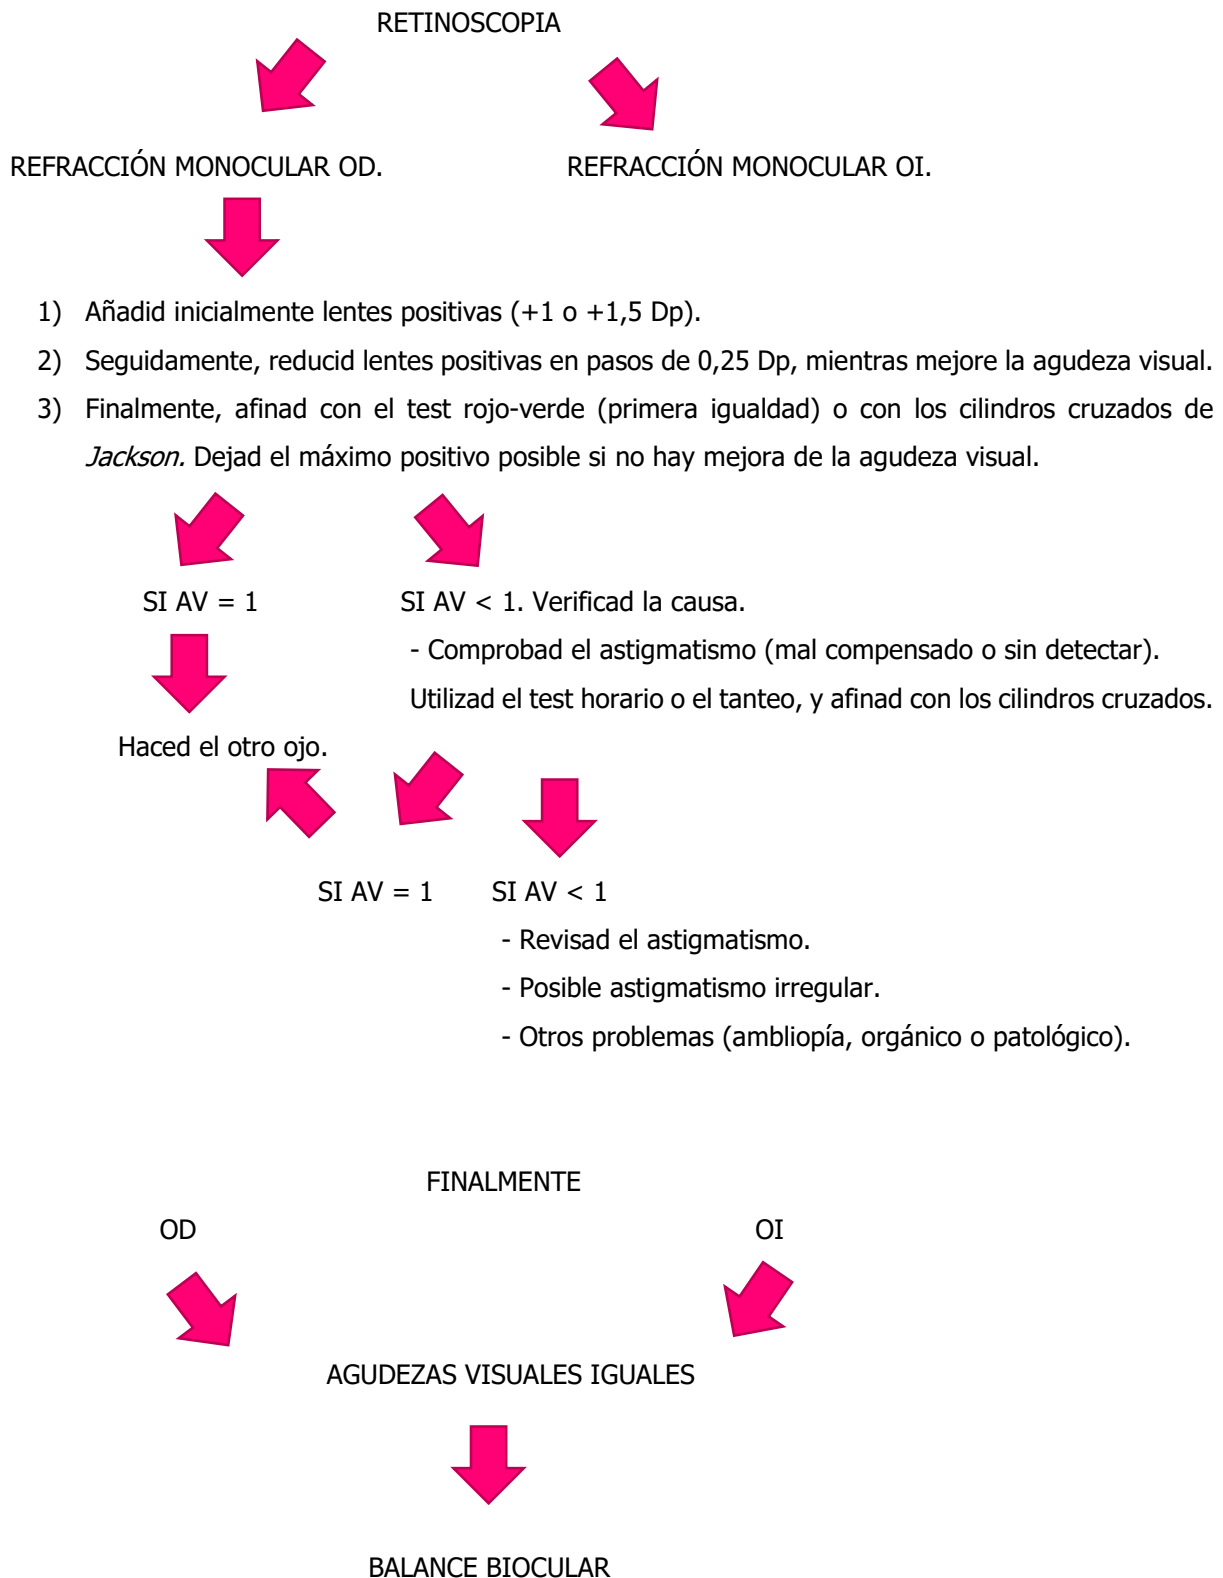 RETINOSCOPIA
REFRACCIÓN MONOCULAR OD. REFRACCIÓN MONOCULAR OI.
1) Añadid inicialmente lentes positivas (+1 o +1,5 Dp).
2) Seguidamente, reducid lentes positivas en pasos de 0,25 Dp, mientras mejore la agudeza visual.
3) Finalmente, afinad con el test rojo-verde (primera igualdad) o con los cilindros cruzados de
Jackson. Dejad el máximo positivo posible si no hay mejora de la agudeza visual.
SI AV = 1 SI AV < 1. Verificad la causa.
- Comprobad el astigmatismo (mal compensado o sin detectar).
Utilizad el test horario o el tanteo, y afinad con los cilindros cruzados.
Haced el otro ojo.
SI AV = 1 SI AV < 1
- Revisad el astigmatismo.
- Posible astigmatismo irregular.
- Otros problemas (ambliopía, orgánico o patológico).
FINALMENTE
OD OI
AGUDEZAS VISUALES IGUALES
BALANCE BIOCULAR